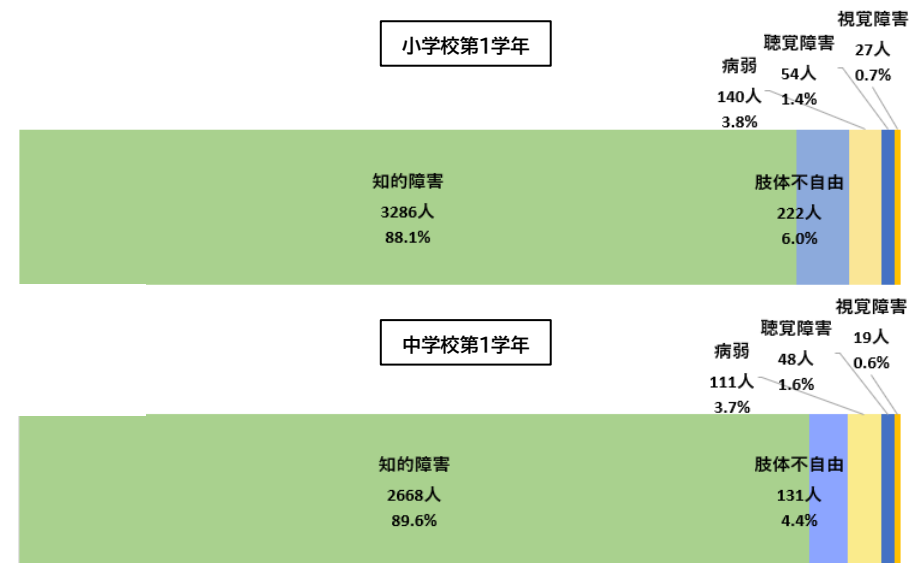 小学校第1学年
視覚障害
27人
0.7%
聴覚障害
54人
1.4%
病弱
140人
3.8%
知的障害
3286人
88.1%
肢体不自由
222人
6.0%
中学校第1学年
視覚障害
19人
0.6%
聴覚障害
48人
1.6%
病弱
111人
3.7%
知的障害
2668人
89.6%
肢体不自由
131人
4.4%